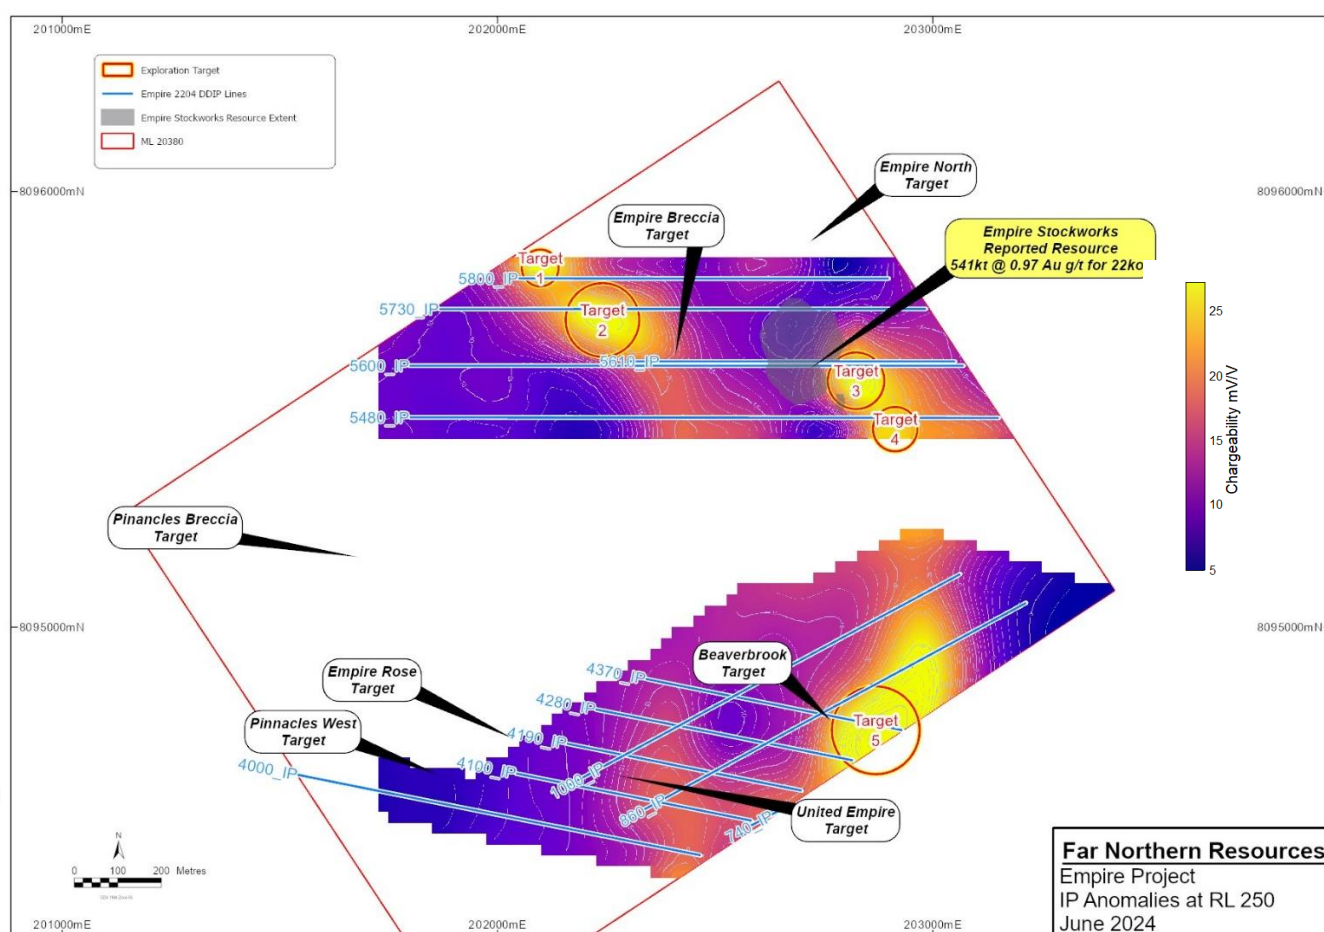 201000mE
202000mE
203000mE
Exploration Target
Empire 2204 DDIP Lines
Empire Stockworks Resource Extent
ML 20380
8096000mN
8096000mN
Empire North
Target
Empire Breccia
Target
Empire Stockworks
Reported Resource
541kt @ 0.97 Au g/t for 22ko
Target
1
5800_IP
5730_IP
Target
2
5610_IP
5600_IP
Target
3
5480_IP
Target
4
25
20
15
10
5
Chargeability mV/V
Pinancles Breccia
Target
8095000mN
8095000mN
Beaverbrook
Target
Empire Rose
Target
Pinnacles West
Target
4370_IP
4280_IP
4190_IP
4100_IP
4000_IP
1000_IP
860_IP
740_IP
Target
5
United Empire
Target
N
0 100 200 Metres
Far Northern Resources
Empire Project
IP Anomalies at RL 250
June 2024
201000mE
202000mE
203000mE